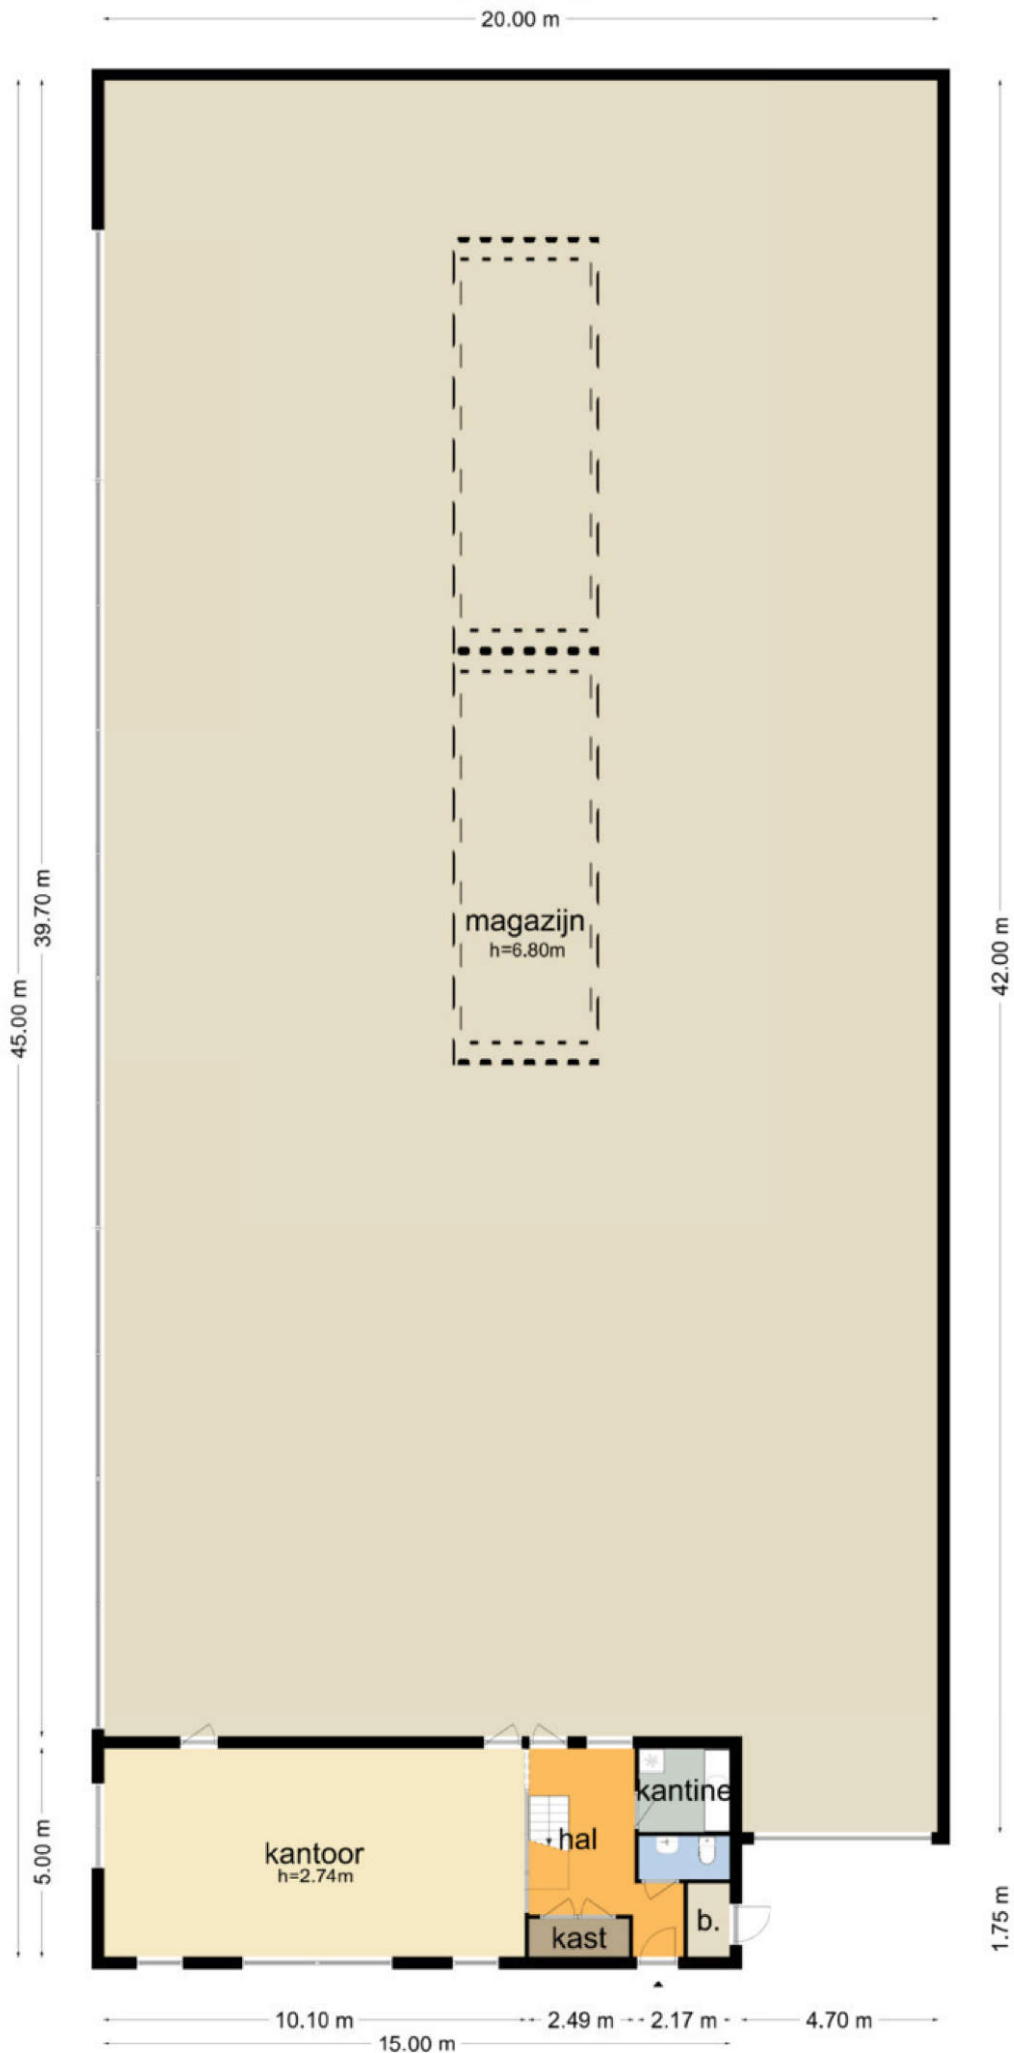 20.00 m
45.00 m
39.70 m
42.00 m
magazijn
h=6.80m
5.00 m
kantoor
h=2.74m
hal
kantine
kast
b.
1.75 m
10.10 m
2.49 m
2.17 m
4.70 m
15.00 m